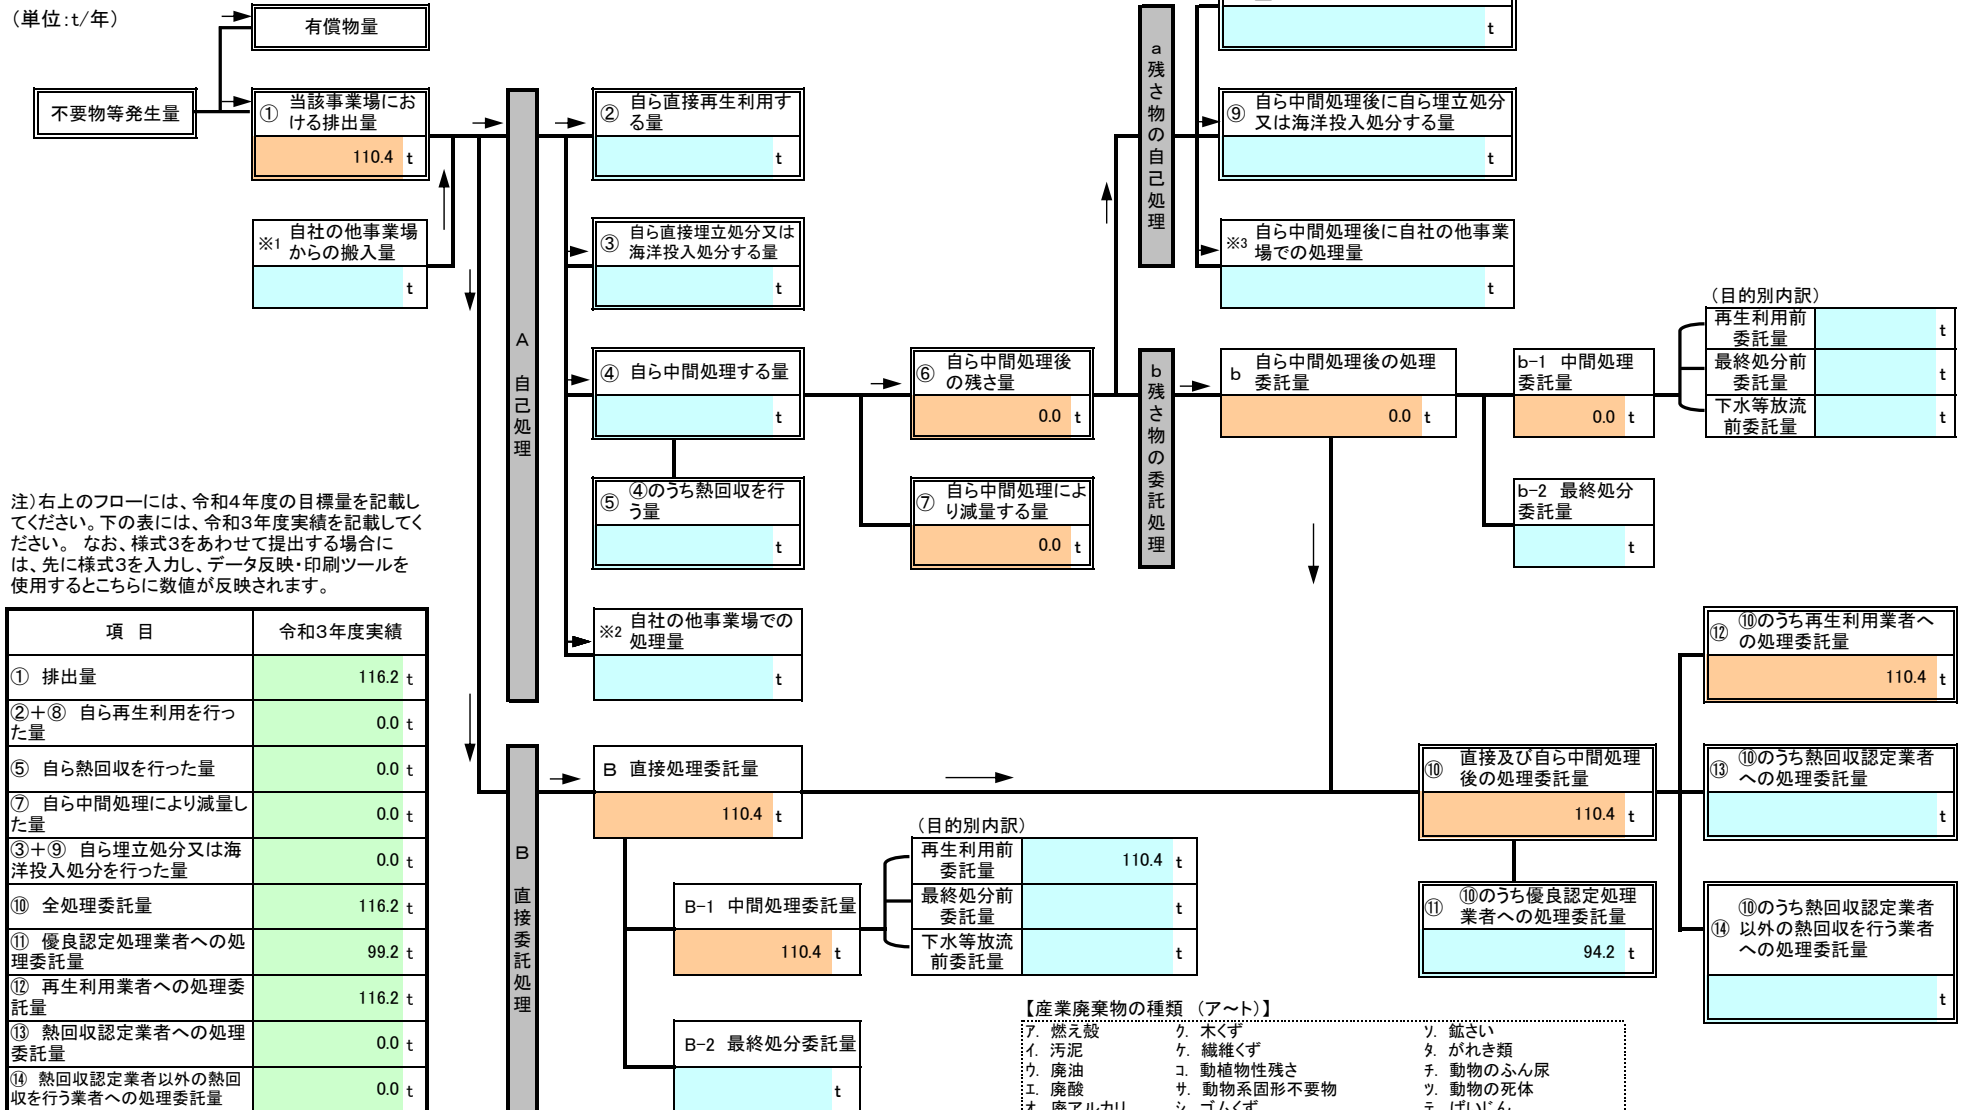 (単位:t/年)
有償物量
不要物等発生量
① 当該事業場にお
ける排出量
110.4 t
※1 自社の他事業場
からの搬入量
t
A 自己処理
② 自ら直接再生利用す
る量
t
③ 自ら直接埋立処分又は
海洋投入処分する量
t
④ 自ら中間処理する量
t
⑤ ④のうち熱回収を行
う量
t
※2 自社の他事業場での
処理量
t
⑥ 自ら中間処理後
の残さ量
0.0 t
⑦ 自ら中間処理によ
り減量する量
0.0 t
a 残さ物の自己処理
t
⑨ 自ら中間処理後に自ら埋立処分
又は海洋投入処分する量
t
※3 自ら中間処理後に自社の他事業
場での処理量
t
b 残さ物の委託処理
b 自ら中間処理後の処理
委託量
0.0 t
b-1 中間処理
委託量
0.0 t
b-2 最終処分
委託量
t
(目的別内訳)
再生利用前
委託量
t
最終処分前
委託量
t
下水等放流
前委託量
t
注)右上のフローには、令和4年度の目標量を記載し
てください。下の表には、令和3年度実績を記載してく
ださい。 なお、様式3をあわせて提出する場合に
は、先に様式3を入力し、データ反映・印刷ツールを
使用するとこちらに数値が反映されます。
項 目 令和3年度実績
① 排出量 116.2 t
②+⑧ 自ら再生利用を行っ
た量 0.0 t
⑤ 自ら熱回収を行った量 0.0 t
⑦ 自ら中間処理により減量し
た量 0.0 t
③+⑨ 自ら埋立処分又は海
洋投入処分を行った量 0.0 t
⑩ 全処理委託量 116.2 t
⑪ 優良認定処理業者への処
理委託量 99.2 t
⑫ 再生利用業者への処理委
託量 116.2 t
⑬ 熱回収認定業者への処理
委託量 0.0 t
⑭ 熱回収認定業者以外の熱回
収を行う業者への処理委託量 0.0 t
B 直接委託処理
B 直接処理委託量
110.4 t
B-1 中間処理委託量
110.4 t
B-2 最終処分委託量
t
(目的別内訳)
再生利用前
委託量
110.4 t
最終処分前
委託量
t
下水等放流
前委託量
t
⑩ 直接及び自ら中間処理
後の処理委託量
110.4 t
⑪ ⑩のうち優良認定処理
業者への処理委託量
94.2 t
⑫ ⑩のうち再生利用業者へ
の処理委託量
110.4 t
⑬ ⑩のうち熱回収認定業者
への処理委託量
t
⑭ ⑩のうち熱回収認定業者
以外の熱回収を行う業者
への処理委託量
t
【産業廃棄物の種類 (ア~ト)】
ア. 燃え殻 ク. 木くず ソ. 鉱さい
イ. 汚泥 ケ. 繊維くず タ. がれき類
ウ. 廃油 コ. 動植物性残さ チ. 動物のふん尿
エ. 廃酸 サ. 動物系固形不要物 ツ. 動物の死体
オ. 廃アルカリ シ. ゴムくず テ. ばいじん